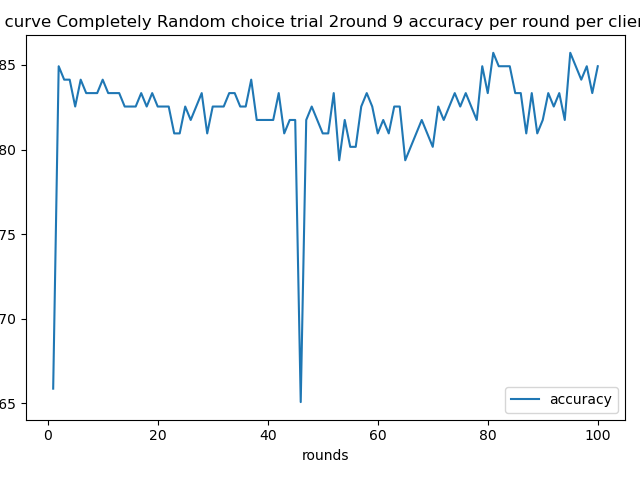 curve Completely Random choice trial 2round 9 accuracy per round per clien
85
80
75
70
65
0 20 40 60 80 100
rounds
accuracy